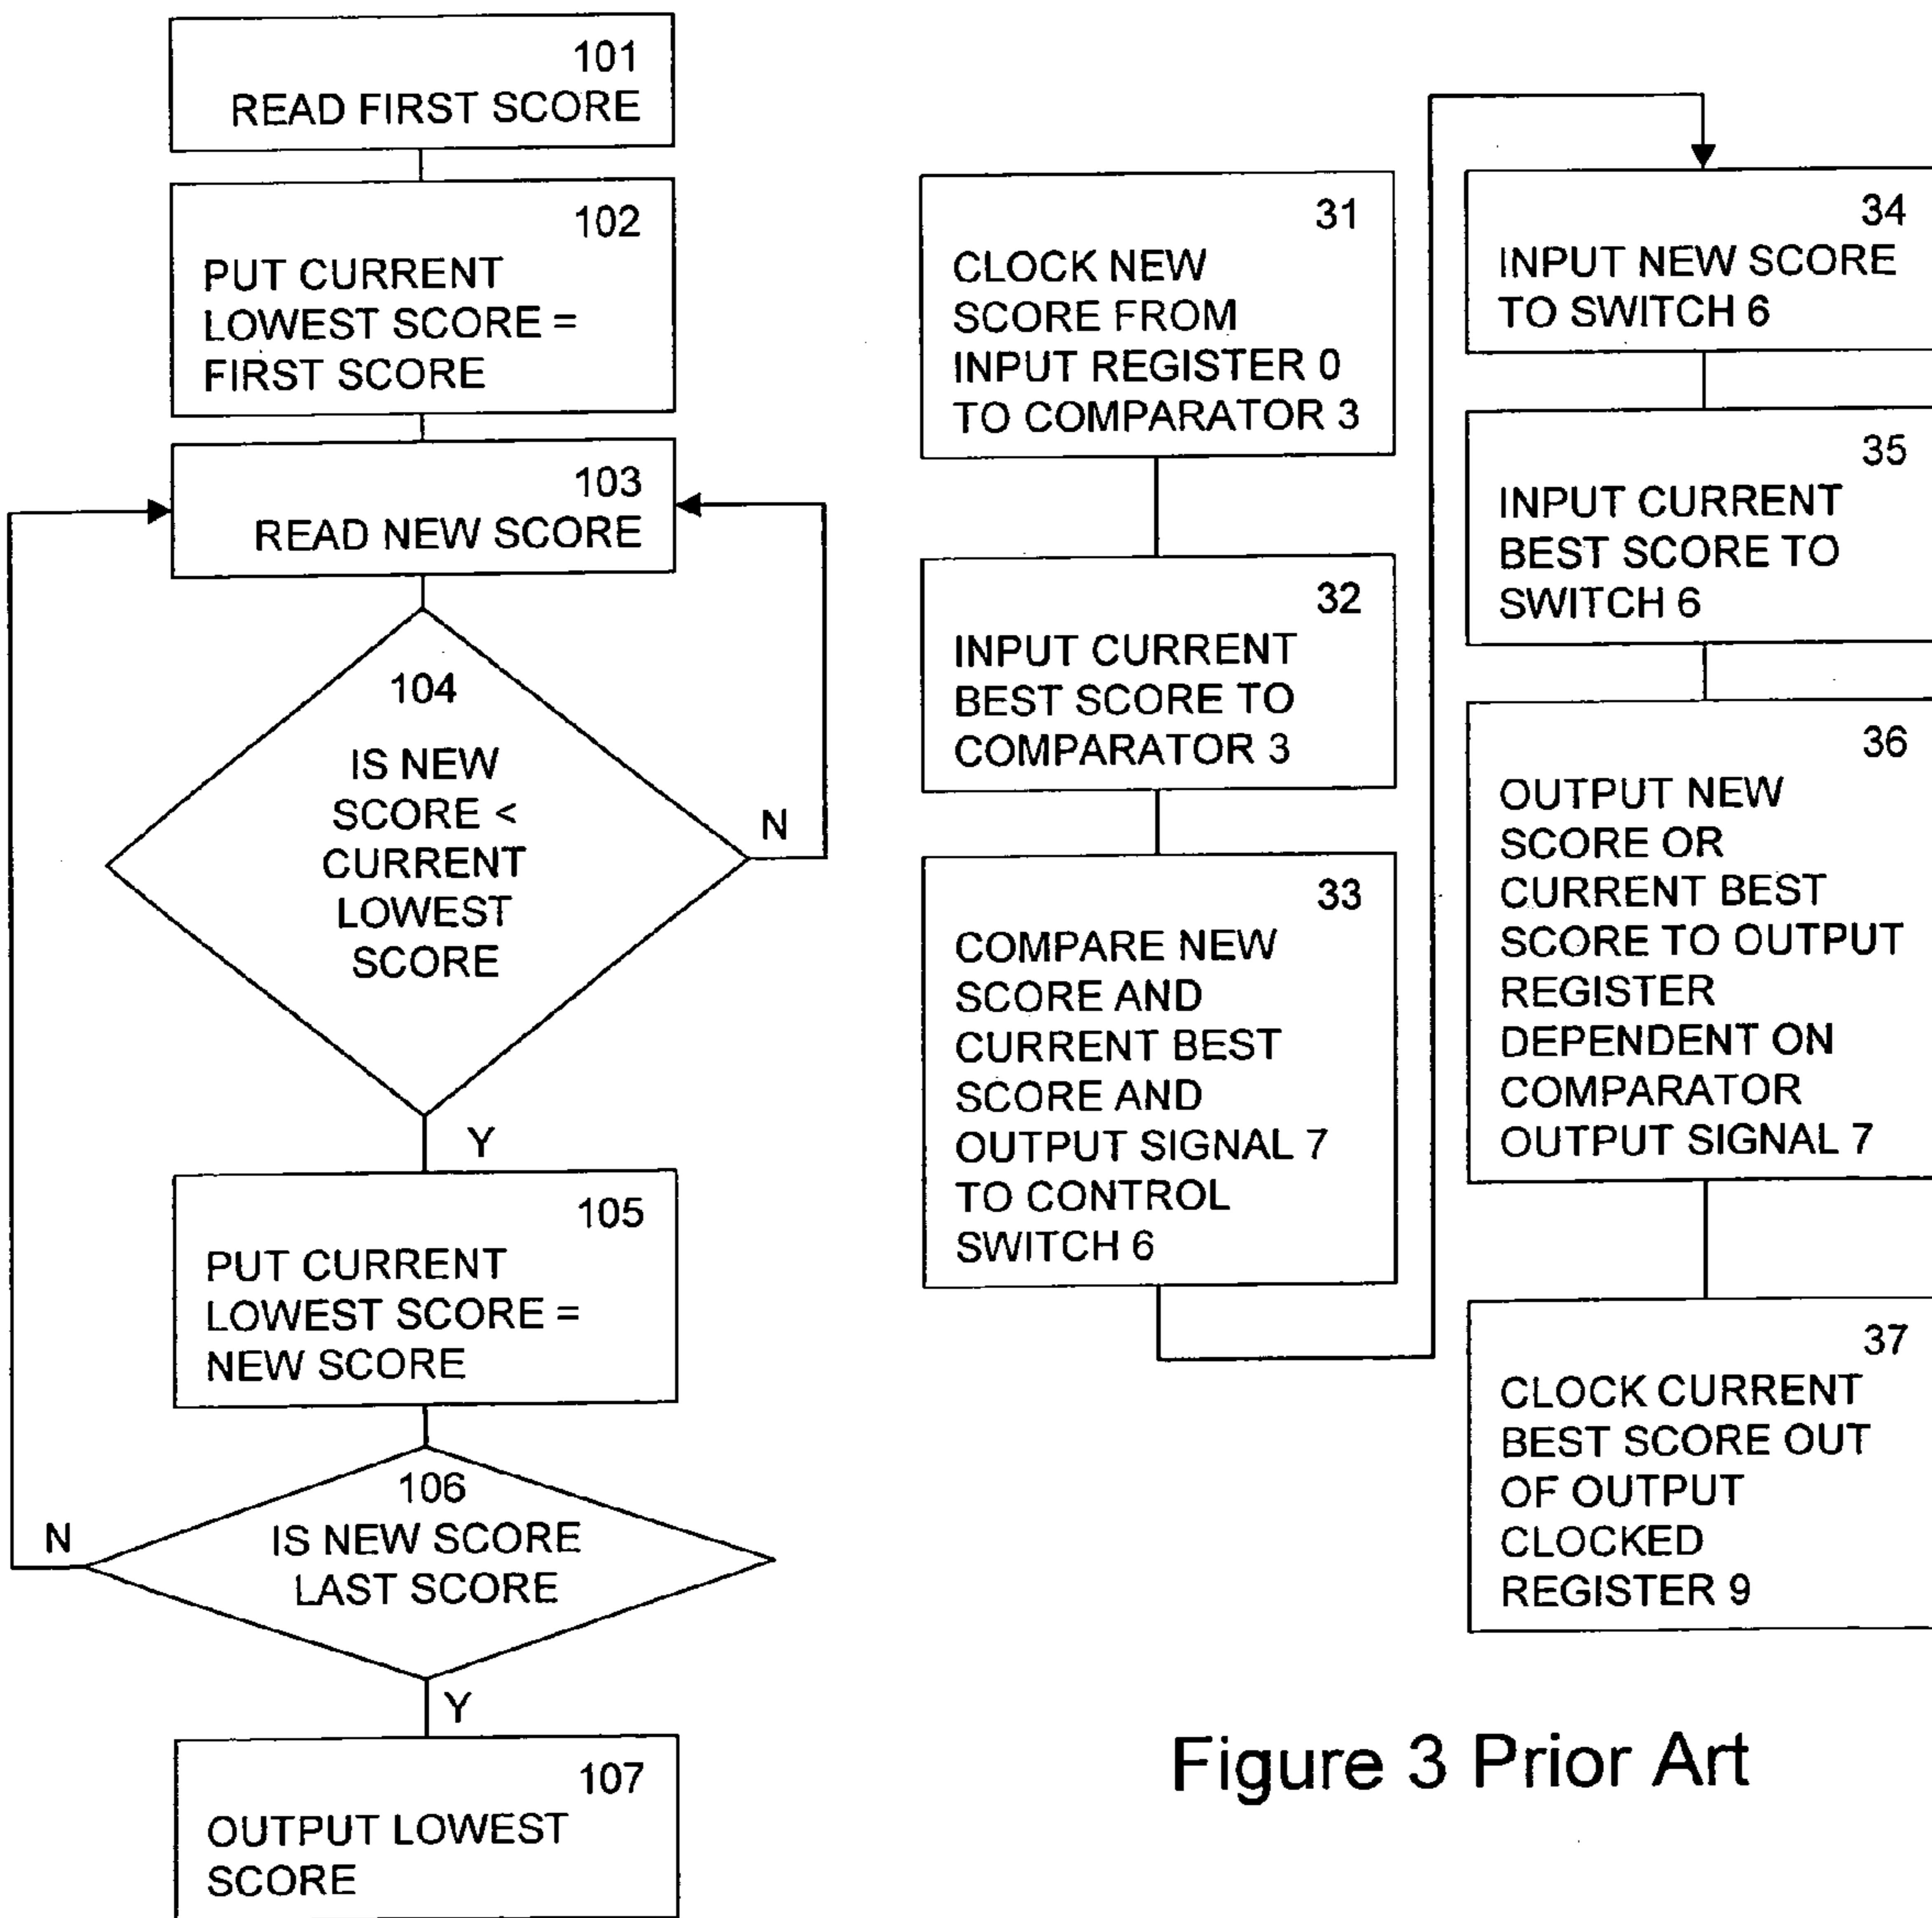 101
READ FIRST SCORE
102
PUT CURRENT
LOWEST SCORE =
FIRST SCORE
103
READ NEW SCORE
104
IS NEW
SCORE <
CURRENT
LOWEST
SCORE
N
Y
105
PUT CURRENT
LOWEST SCORE =
NEW SCORE
106
IS NEW SCORE
LAST SCORE
N
Y
107
OUTPUT LOWEST
SCORE
31
CLOCK NEW
SCORE FROM
INPUT REGISTER 0
TO COMPARATOR 3
32
INPUT CURRENT
BEST SCORE TO
COMPARATOR 3
33
COMPARE NEW
SCORE AND
CURRENT BEST
SCORE AND
OUTPUT SIGNAL 7
TO CONTROL
SWITCH 6
34
INPUT NEW SCORE
TO SWITCH 6
35
INPUT CURRENT
BEST SCORE TO
SWITCH 6
36
OUTPUT NEW
SCORE OR
CURRENT BEST
SCORE TO OUTPUT
REGISTER
DEPENDENT ON
COMPARATOR
OUTPUT SIGNAL 7
37
CLOCK CURRENT
BEST SCORE OUT
OF OUTPUT
CLOCKED
REGISTER 9
Figure 3 Prior Art